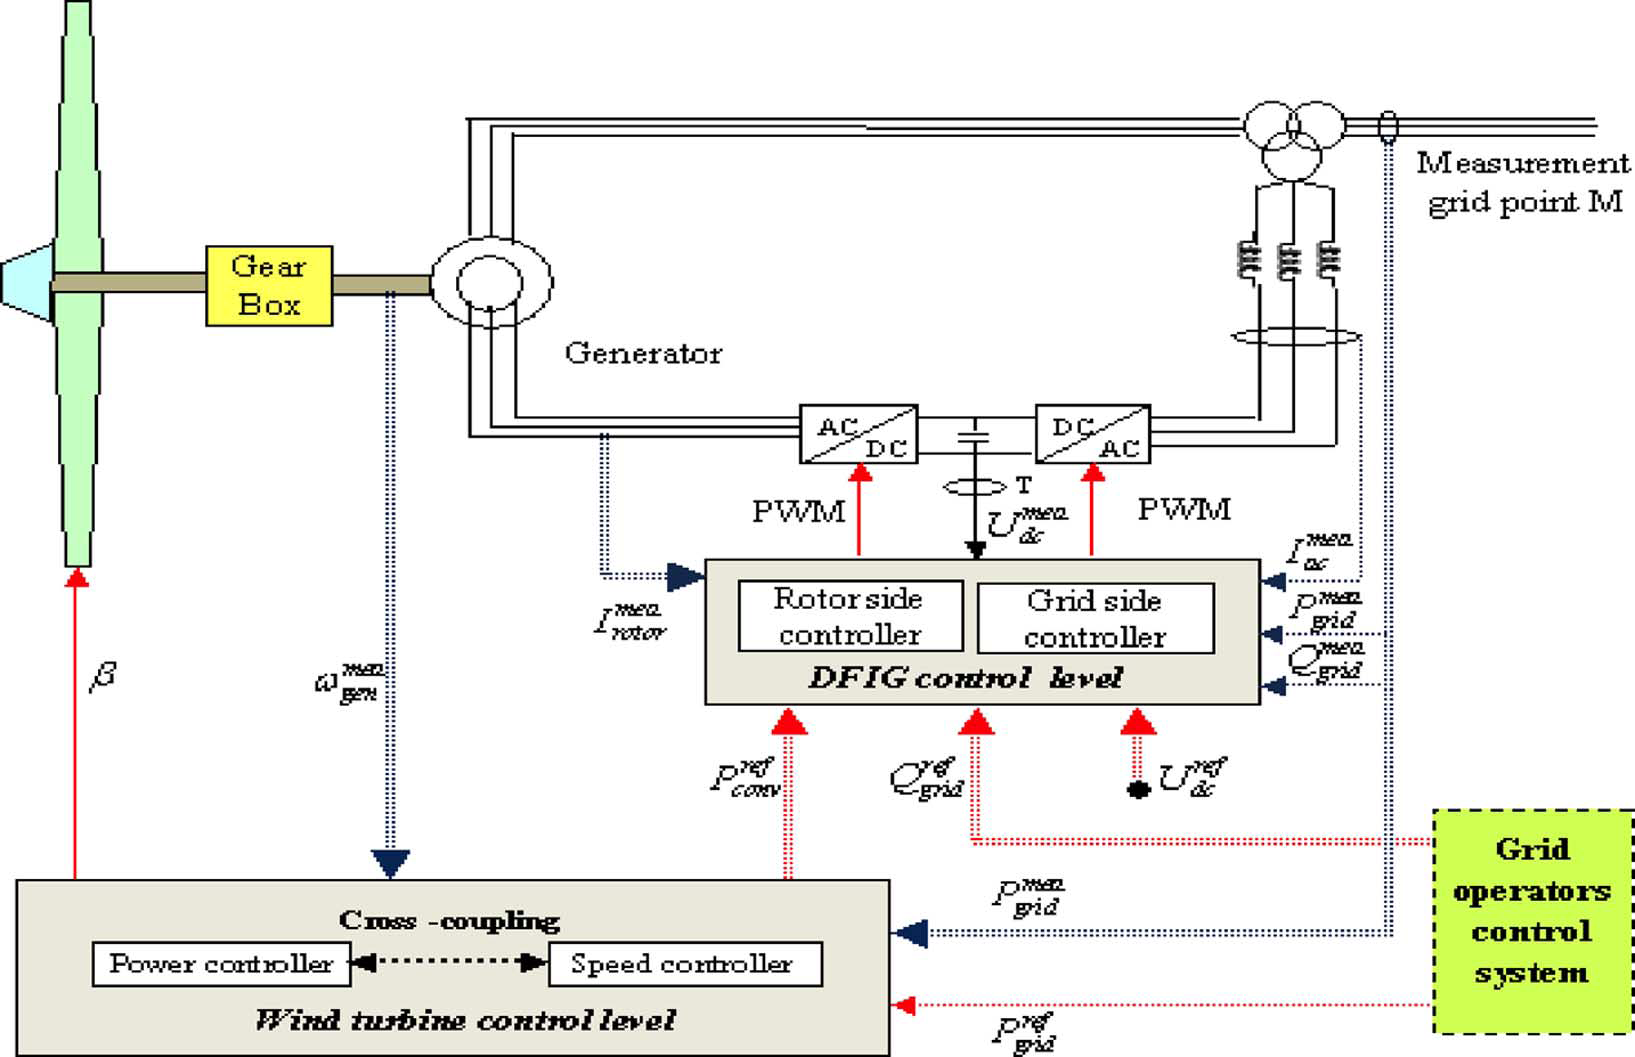 Measurement
grid point M
Gear
Box
Generator
AC
DC
DC
AC
T
PWM
U_dc^mea
PWM
I_ac^mea
I_rotor^mea
Rotor side
controller
Grid side
controller
P_grid^mea
Q_grid^mea
DFIG control level
β
ω_gen^mea
P_conv^ref
Q_grid^ref
U_dc^ref
Grid
operators
control
system
P_grid^mea
Cross -coupling
Power controller
Speed controller
Wind turbine control level
P_grid^ref